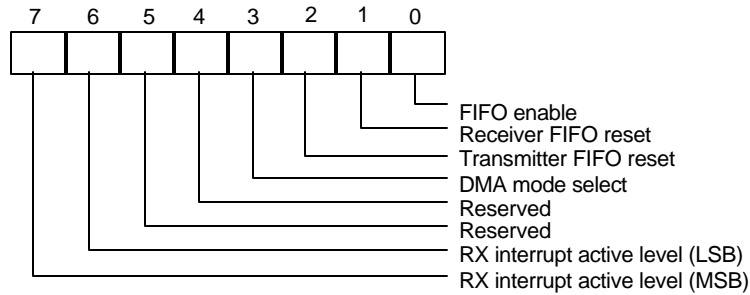 7 6 5 4 3 2 1 0
FIFO enable
Receiver FIFO reset
Transmitter FIFO reset
DMA mode select
Reserved
Reserved
RX interrupt active level (LSB)
RX interrupt active level (MSB)